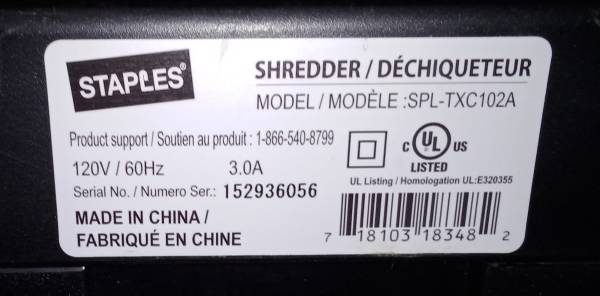 STAPLES
SHREDDER / DÉCHIQUETEUR
MODEL / MODÈLE :SPL-TXC102A
Product support / Soutien au produit : 1-866-540-8799
120V / 60Hz 3.0A
Serial No. / Numero Ser.: 152936056
MADE IN CHINA /
FABRIQUÉ EN CHINE
C UL US
LISTED
UL Listing / Homologation UL:E320355
7 18103 18348 2